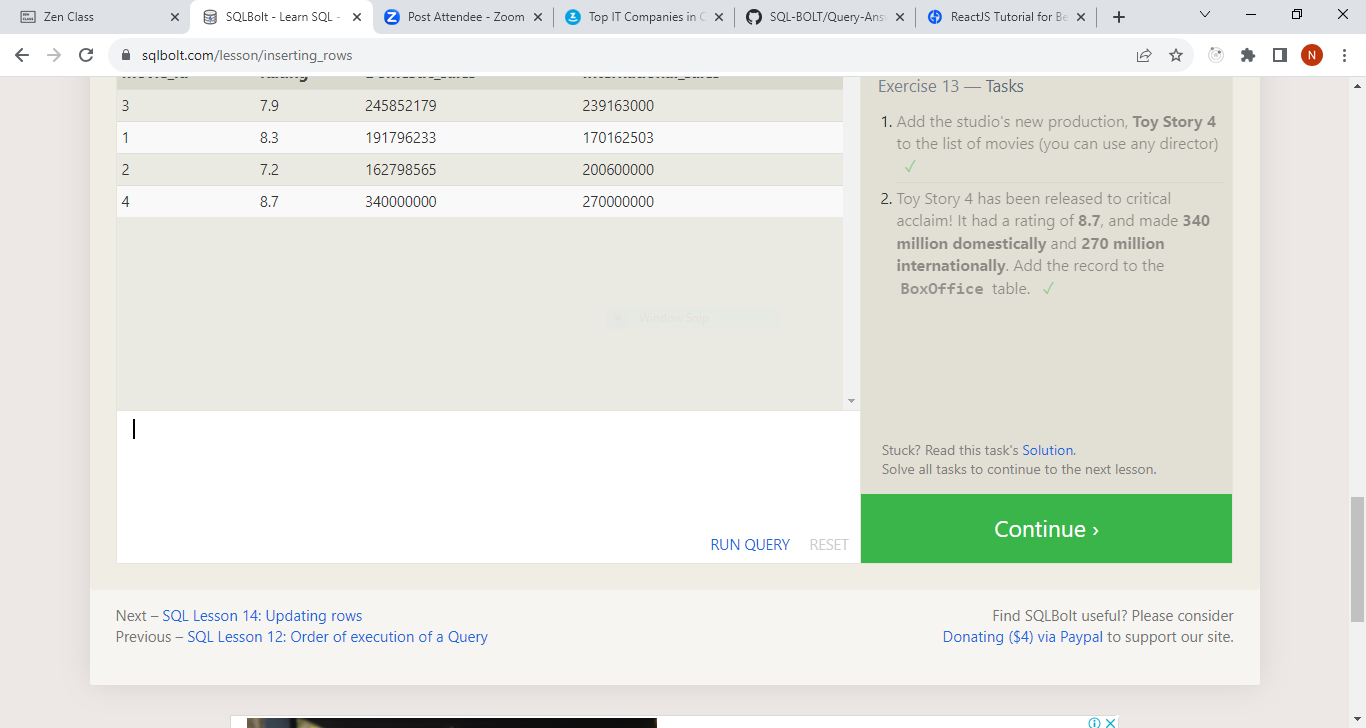 Zen Class
SQLBolt - Learn SQL -
Post Attendee - Zoom
Top IT Companies in C
SQL-BOLT/Query-Answ
ReactJS Tutorial for Be
sqlbolt.com/lesson/inserting_rows
N
3 7.9 245852179 239163000
1 8.3 191796233 170162503
2 7.2 162798565 200600000
4 8.7 340000000 270000000
Window Snip
RUN QUERY RESET
Exercise 13 — Tasks
1. Add the studio's new production, Toy Story 4
to the list of movies (you can use any director)
✓
2. Toy Story 4 has been released to critical
acclaim! It had a rating of 8.7, and made 340
million domestically and 270 million
internationally. Add the record to the
BoxOffice table. ✓
Stuck? Read this task's Solution.
Solve all tasks to continue to the next lesson.
Continue ›
Next – SQL Lesson 14: Updating rows
Previous – SQL Lesson 12: Order of execution of a Query
Find SQLBolt useful? Please consider
Donating ($4) via Paypal to support our site.